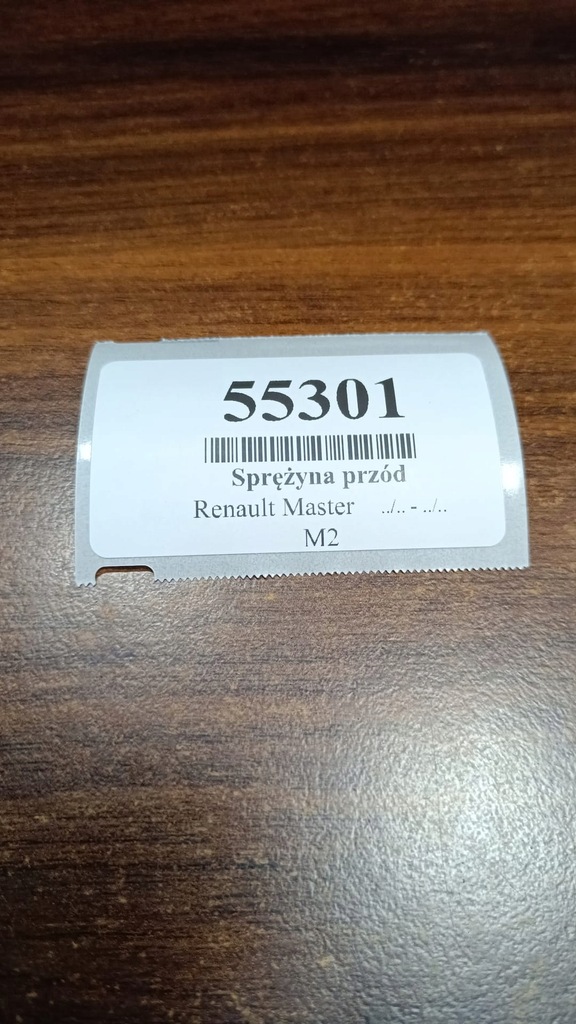 55301
Sprężyna przód
Renault Master ../.. - ../..
M2